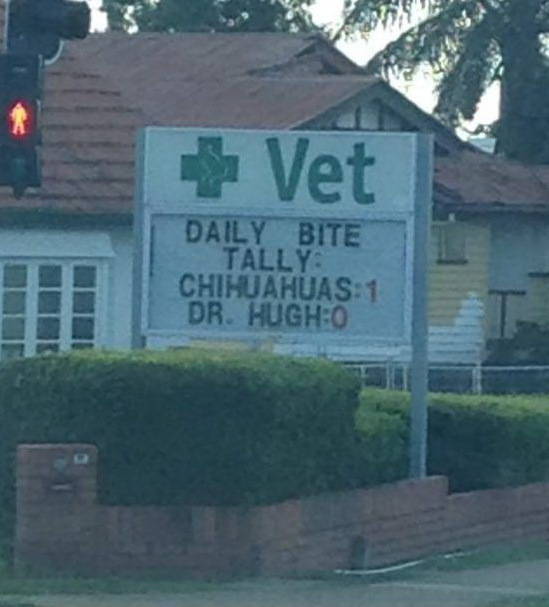 Vet
DAILY BITE
TALLY:
CHIHUAHUAS:1
DR. HUGH:0